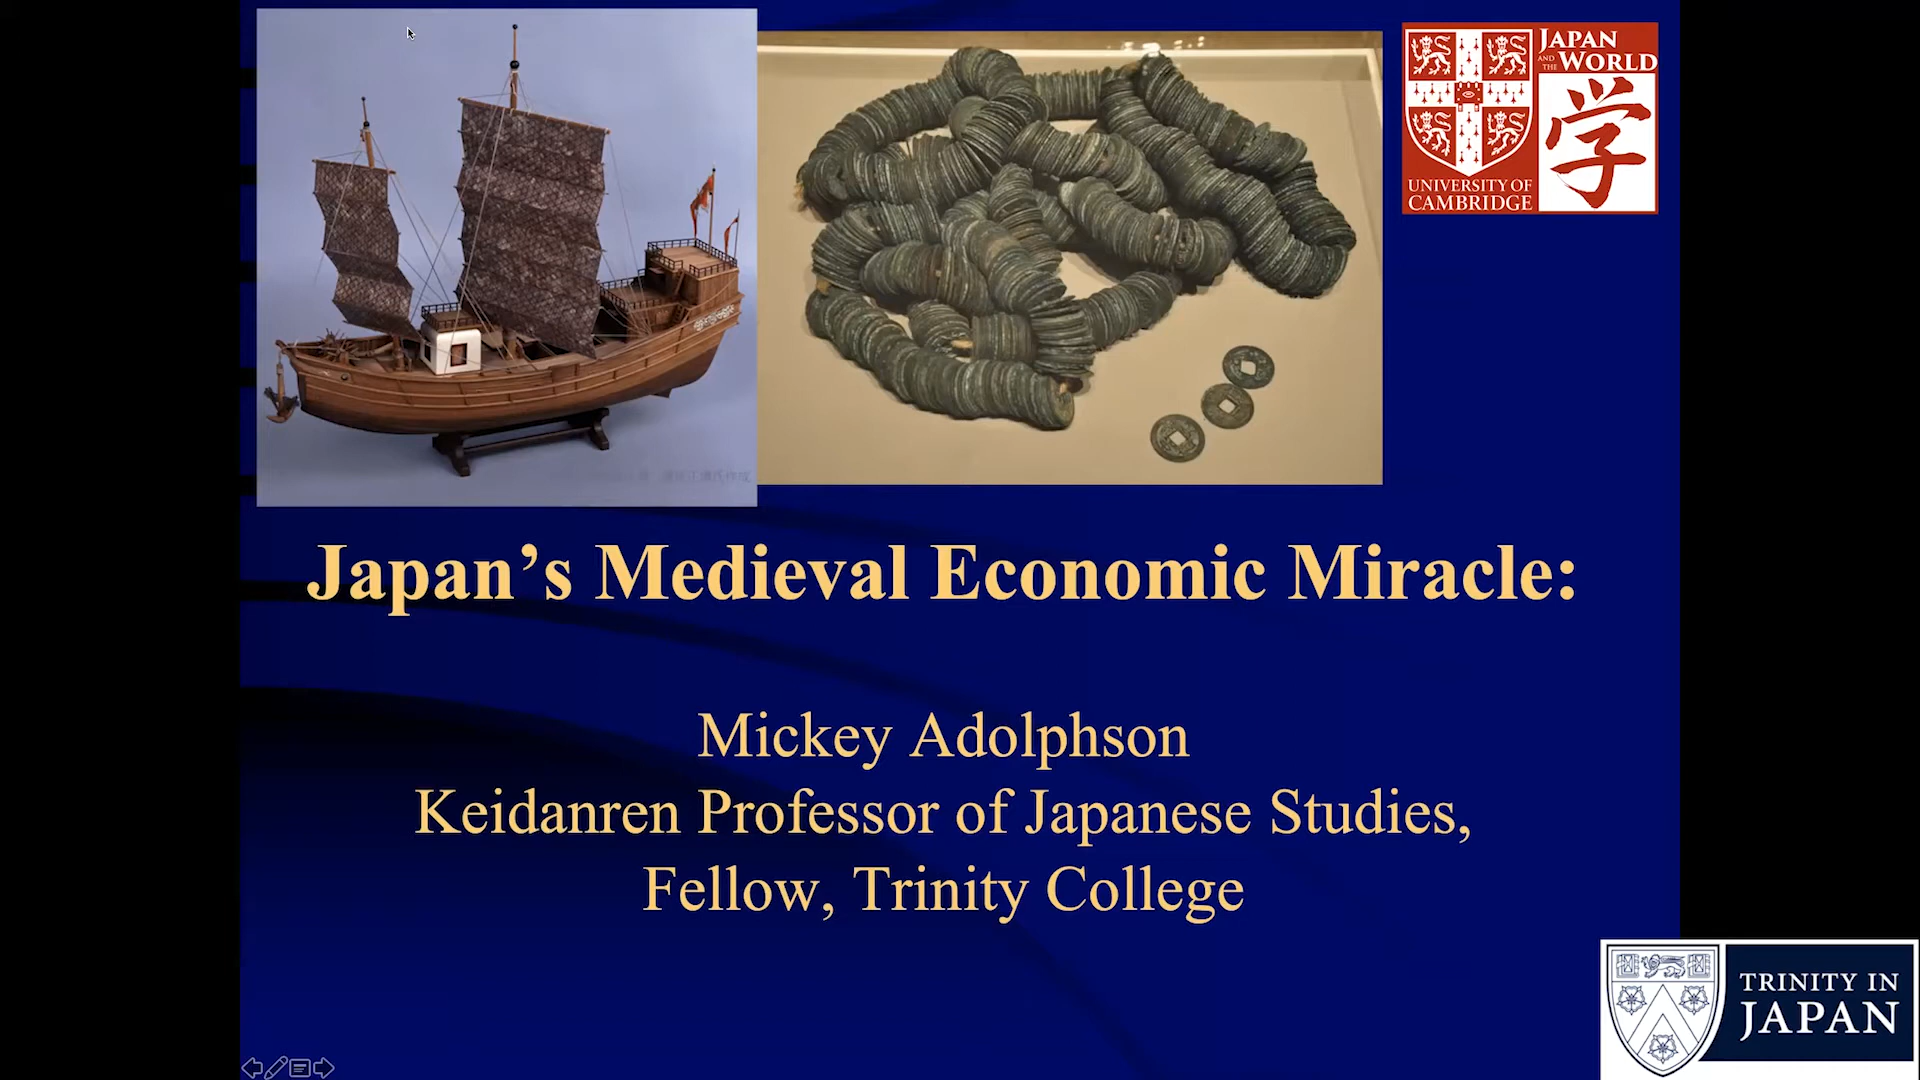 JAPAN
AND THE WORLD
学
UNIVERSITY OF
CAMBRIDGE
Japan’s Medieval Economic Miracle:
Mickey Adolphson
Keidanren Professor of Japanese Studies,
Fellow, Trinity College
TRINITY IN
JAPAN